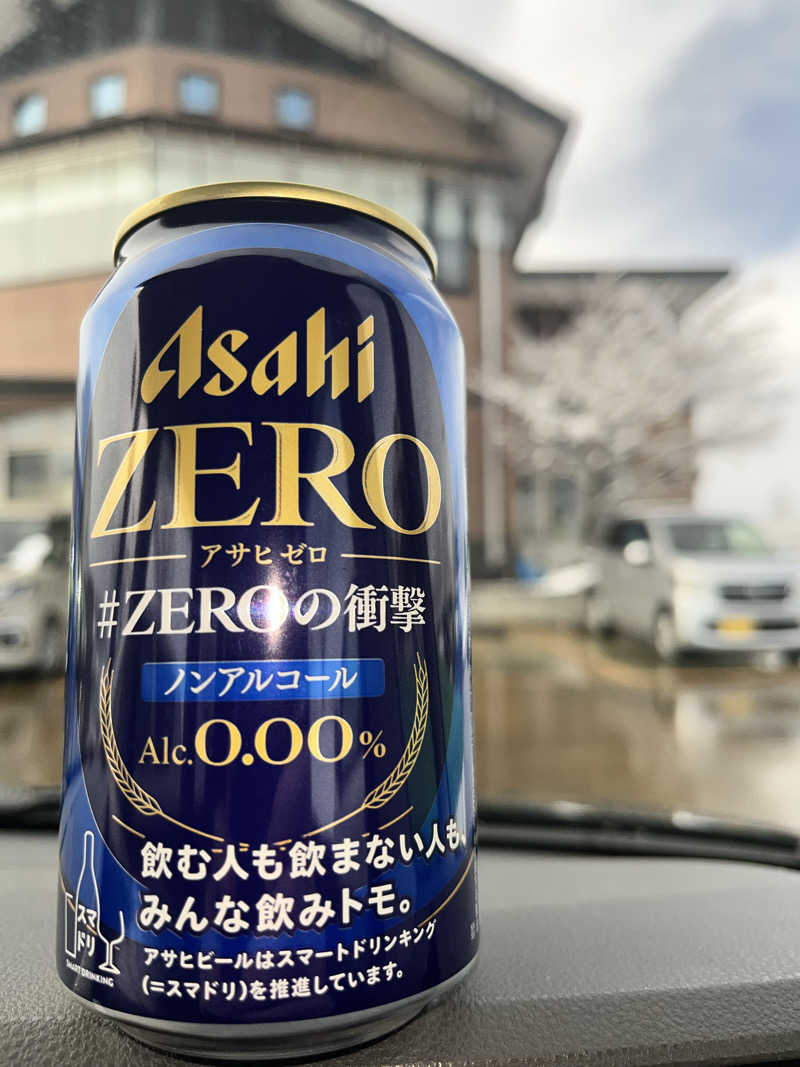 Asahi
ZERO
アサヒ ゼロ
#ZEROの衝撃
ノンアルコール
Alc.0.00%
飲む人も飲まない人も、
みんな飲みトモ。
スマ
ドリ
SMART DRINKING
アサヒビールはスマートドリンキング
(=スマドリ)を推進しています。